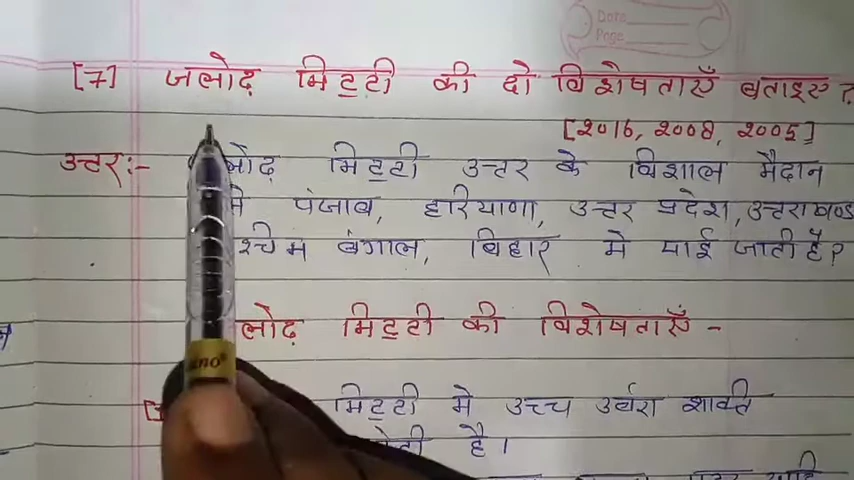 Date
Page
[7] जलोढ़ मिट्टी की दो विशेषताएँ बताइए
[2016, 2008, 2005]
उत्तर:- लोढ़ मिट्टी उत्तर के विशाल मैदान
मे पंजाब, हरियाणा, उत्तर प्रदेश, उत्तराखण्ड
श्चिम बंगाल, बिहार मे पाई जाती है?
लोढ़ मिट्टी की विशेषताएँ -
मिट्टी मे उच्च उर्वरा शक्ति
होती है।